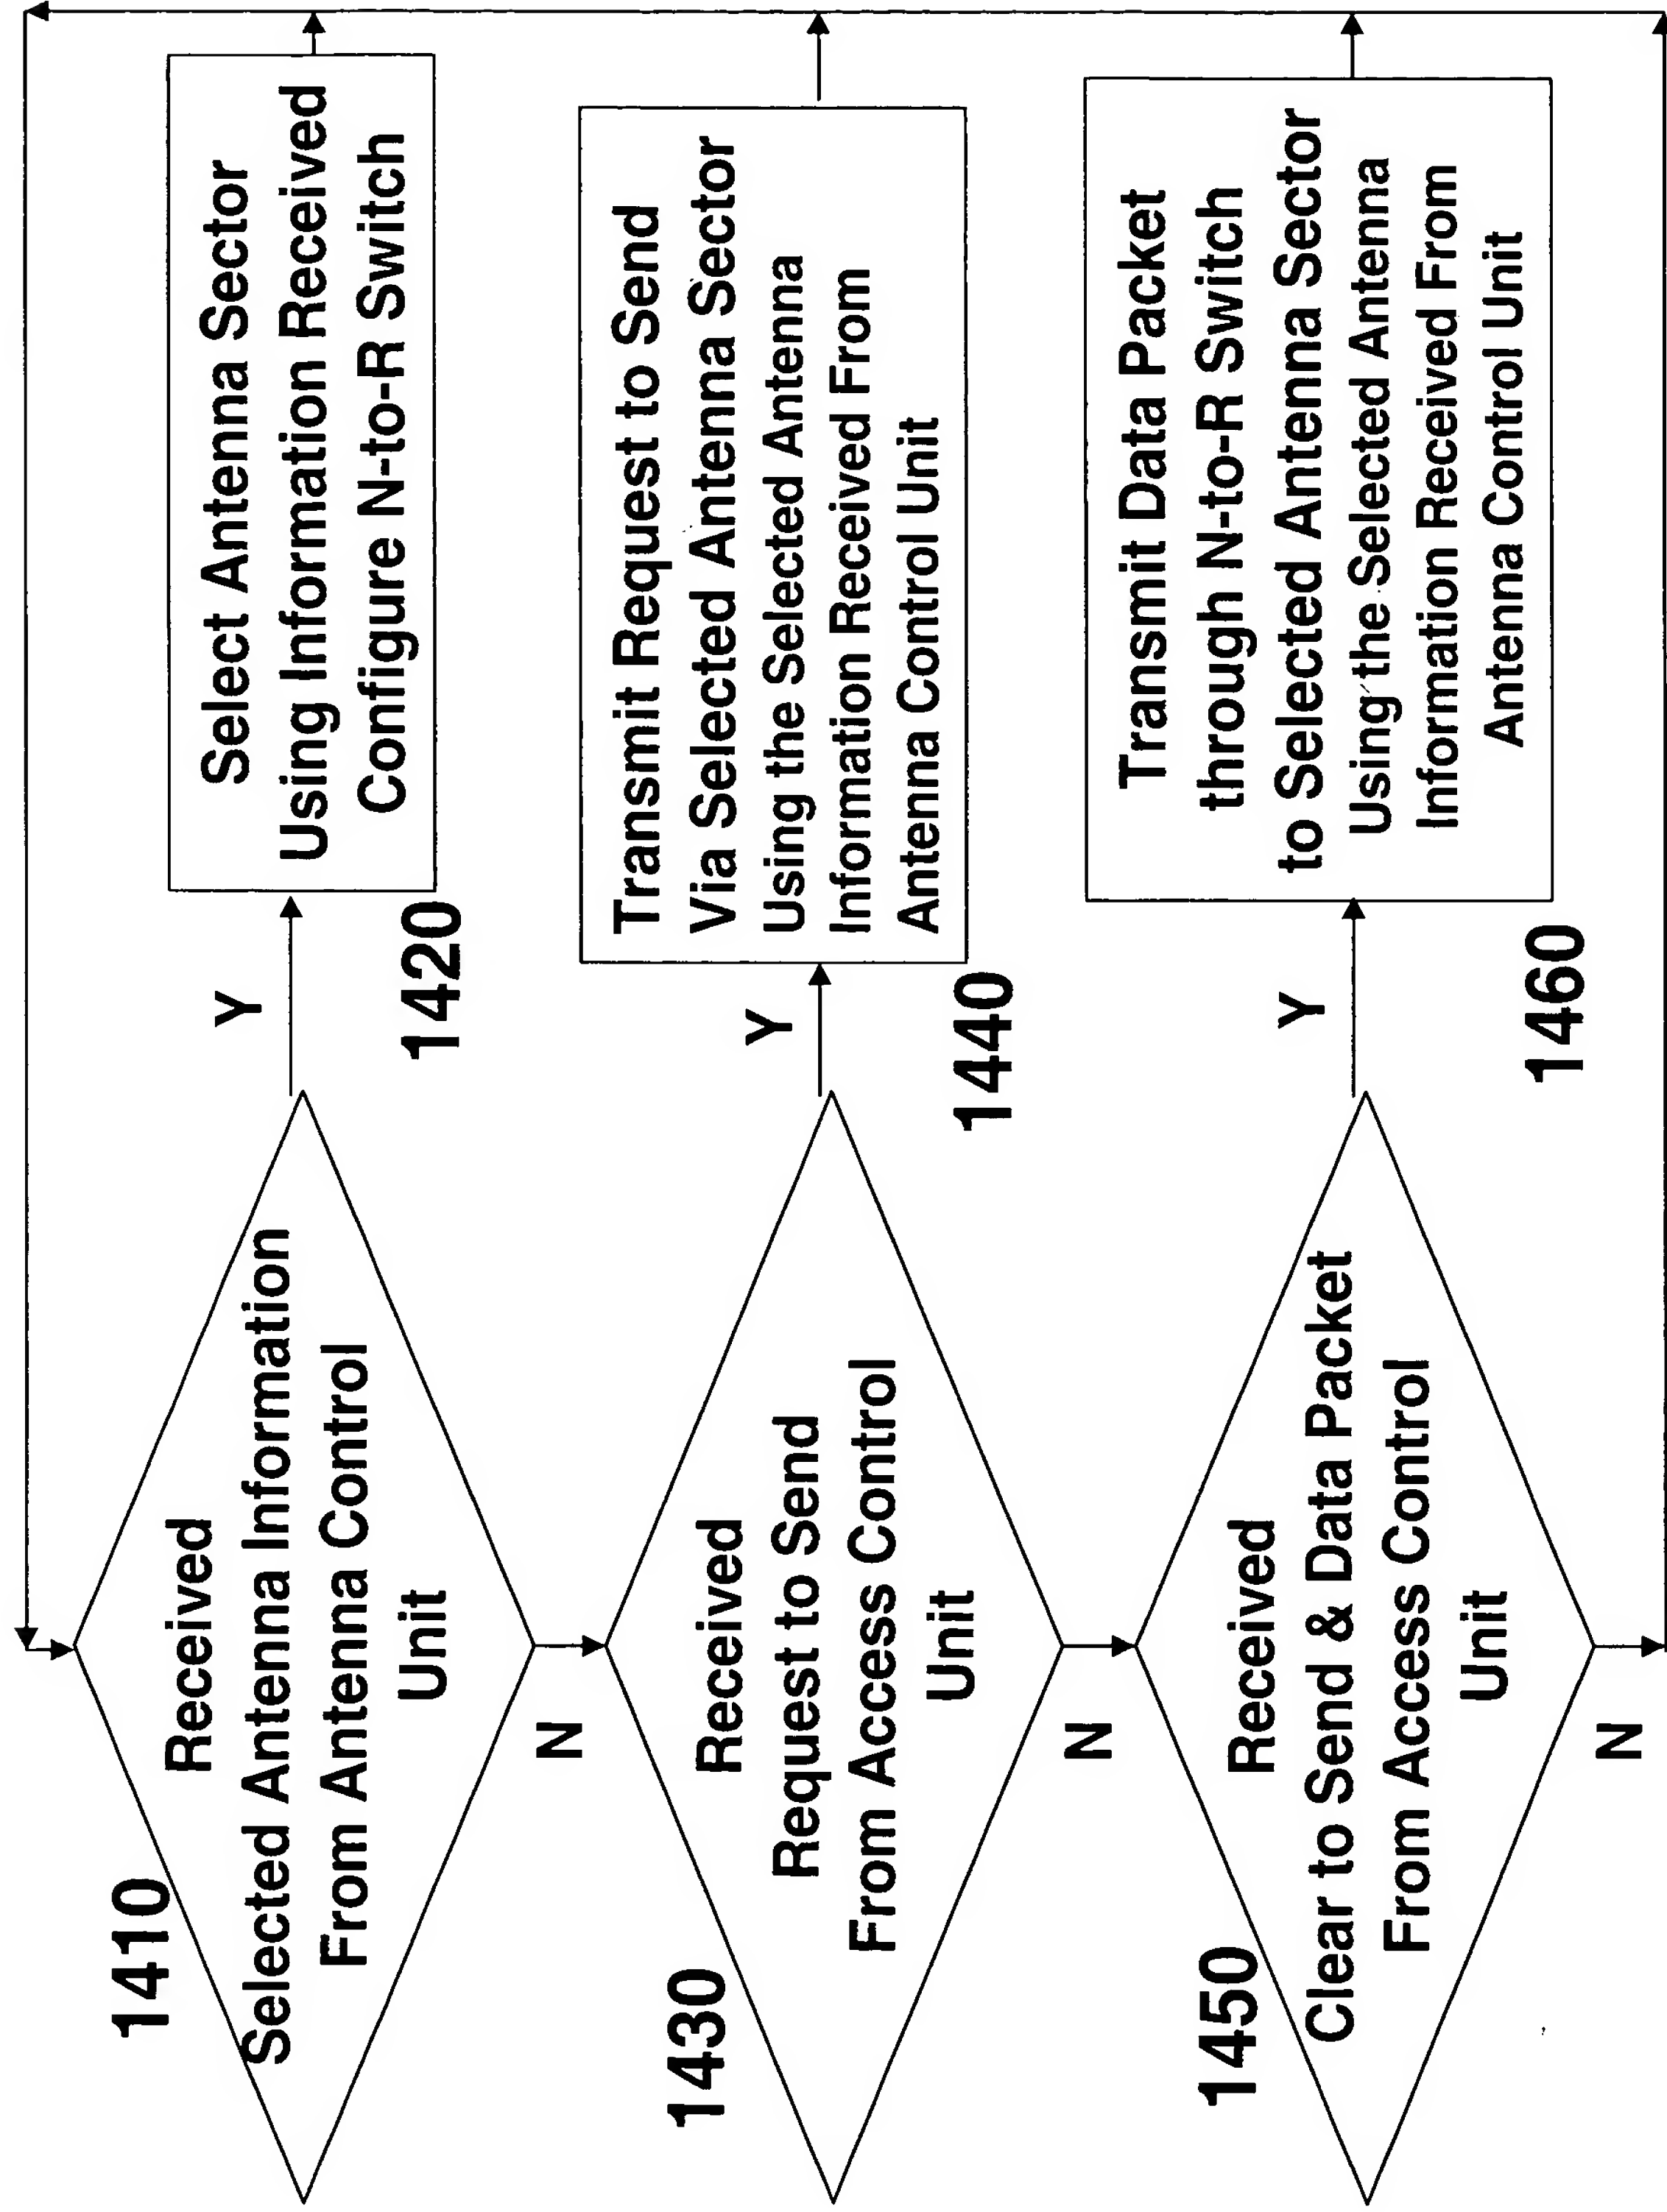 1410
Received
Selected Antenna Information
From Antenna Control
Unit
Y
1420
Select Antenna Sector
Using Information Received
Configure N-to-R Switch
N
1430
Received
Request to Send
From Access Control
Unit
Y
1440
Transmit Request to Send
Via Selected Antenna Sector
Using the Selected Antenna
Information Received From
Antenna Control Unit
N
1450
Received
Clear to Send & Data Packet
From Access Control
Unit
Y
1460
Transmit Data Packet
through N-to-R Switch
to Selected Antenna Sector
Using the Selected Antenna
Information Received From
Antenna Control Unit
N